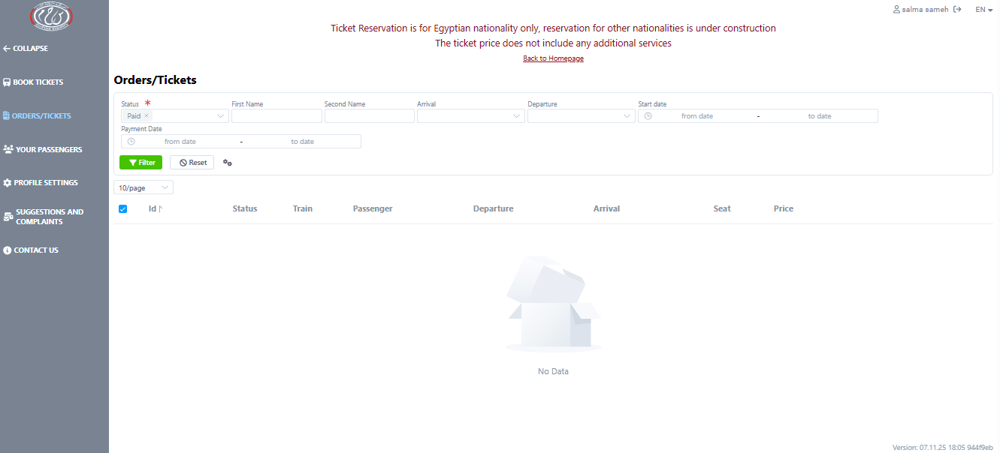 salma sameh
EN
Ticket Reservation is for Egyptian nationality only, reservation for other nationalities is under construction
The ticket price does not include any additional services
Back to Homepage
COLLAPSE
BOOK TICKETS
ORDERS/TICKETS
YOUR PASSENGERS
PROFILE SETTINGS
SUGGESTIONS AND
COMPLAINTS
CONTACT US
Orders/Tickets
Status * First Name Second Name Arrival Departure Start date
Paid × from date - to date
Payment Date
from date - to date
Filter Reset
10/page
Id Status Train Passenger Departure Arrival Seat Price
No Data
Version: 07.11.25 18:05 944f9eb